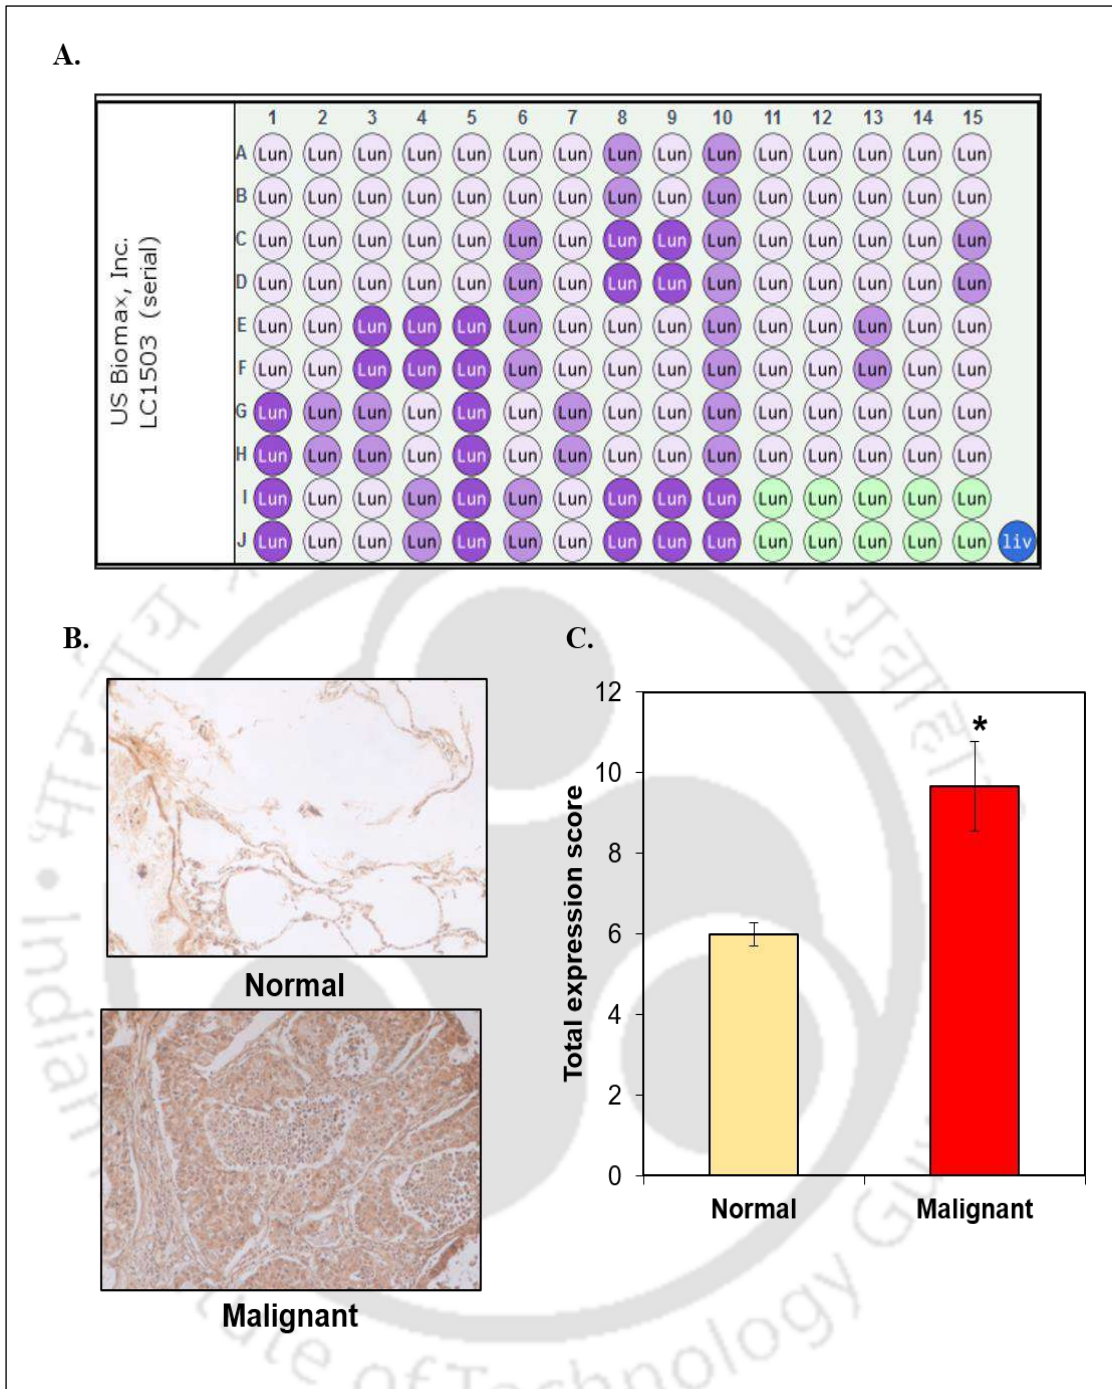 A.
US Biomax, Inc.
LC1503 (serial)
1 2 3 4 5 6 7 8 9 10 11 12 13 14 15
A Lun Lun Lun Lun Lun Lun Lun Lun Lun Lun Lun Lun Lun Lun Lun
B Lun Lun Lun Lun Lun Lun Lun Lun Lun Lun Lun Lun Lun Lun Lun
C Lun Lun Lun Lun Lun Lun Lun Lun Lun Lun Lun Lun Lun Lun Lun
D Lun Lun Lun Lun Lun Lun Lun Lun Lun Lun Lun Lun Lun Lun Lun
E Lun Lun Lun Lun Lun Lun Lun Lun Lun Lun Lun Lun Lun Lun Lun
F Lun Lun Lun Lun Lun Lun Lun Lun Lun Lun Lun Lun Lun Lun Lun
G Lun Lun Lun Lun Lun Lun Lun Lun Lun Lun Lun Lun Lun Lun Lun
H Lun Lun Lun Lun Lun Lun Lun Lun Lun Lun Lun Lun Lun Lun Lun
I Lun Lun Lun Lun Lun Lun Lun Lun Lun Lun Lun Lun Lun Lun Lun
J Lun Lun Lun Lun Lun Lun Lun Lun Lun Lun Lun Lun Lun Lun Lun liv
B.
Normal
Malignant
C.
Total expression score
12
10
8
6
4
2
0
*
Normal
Malignant
Indian
of Technology